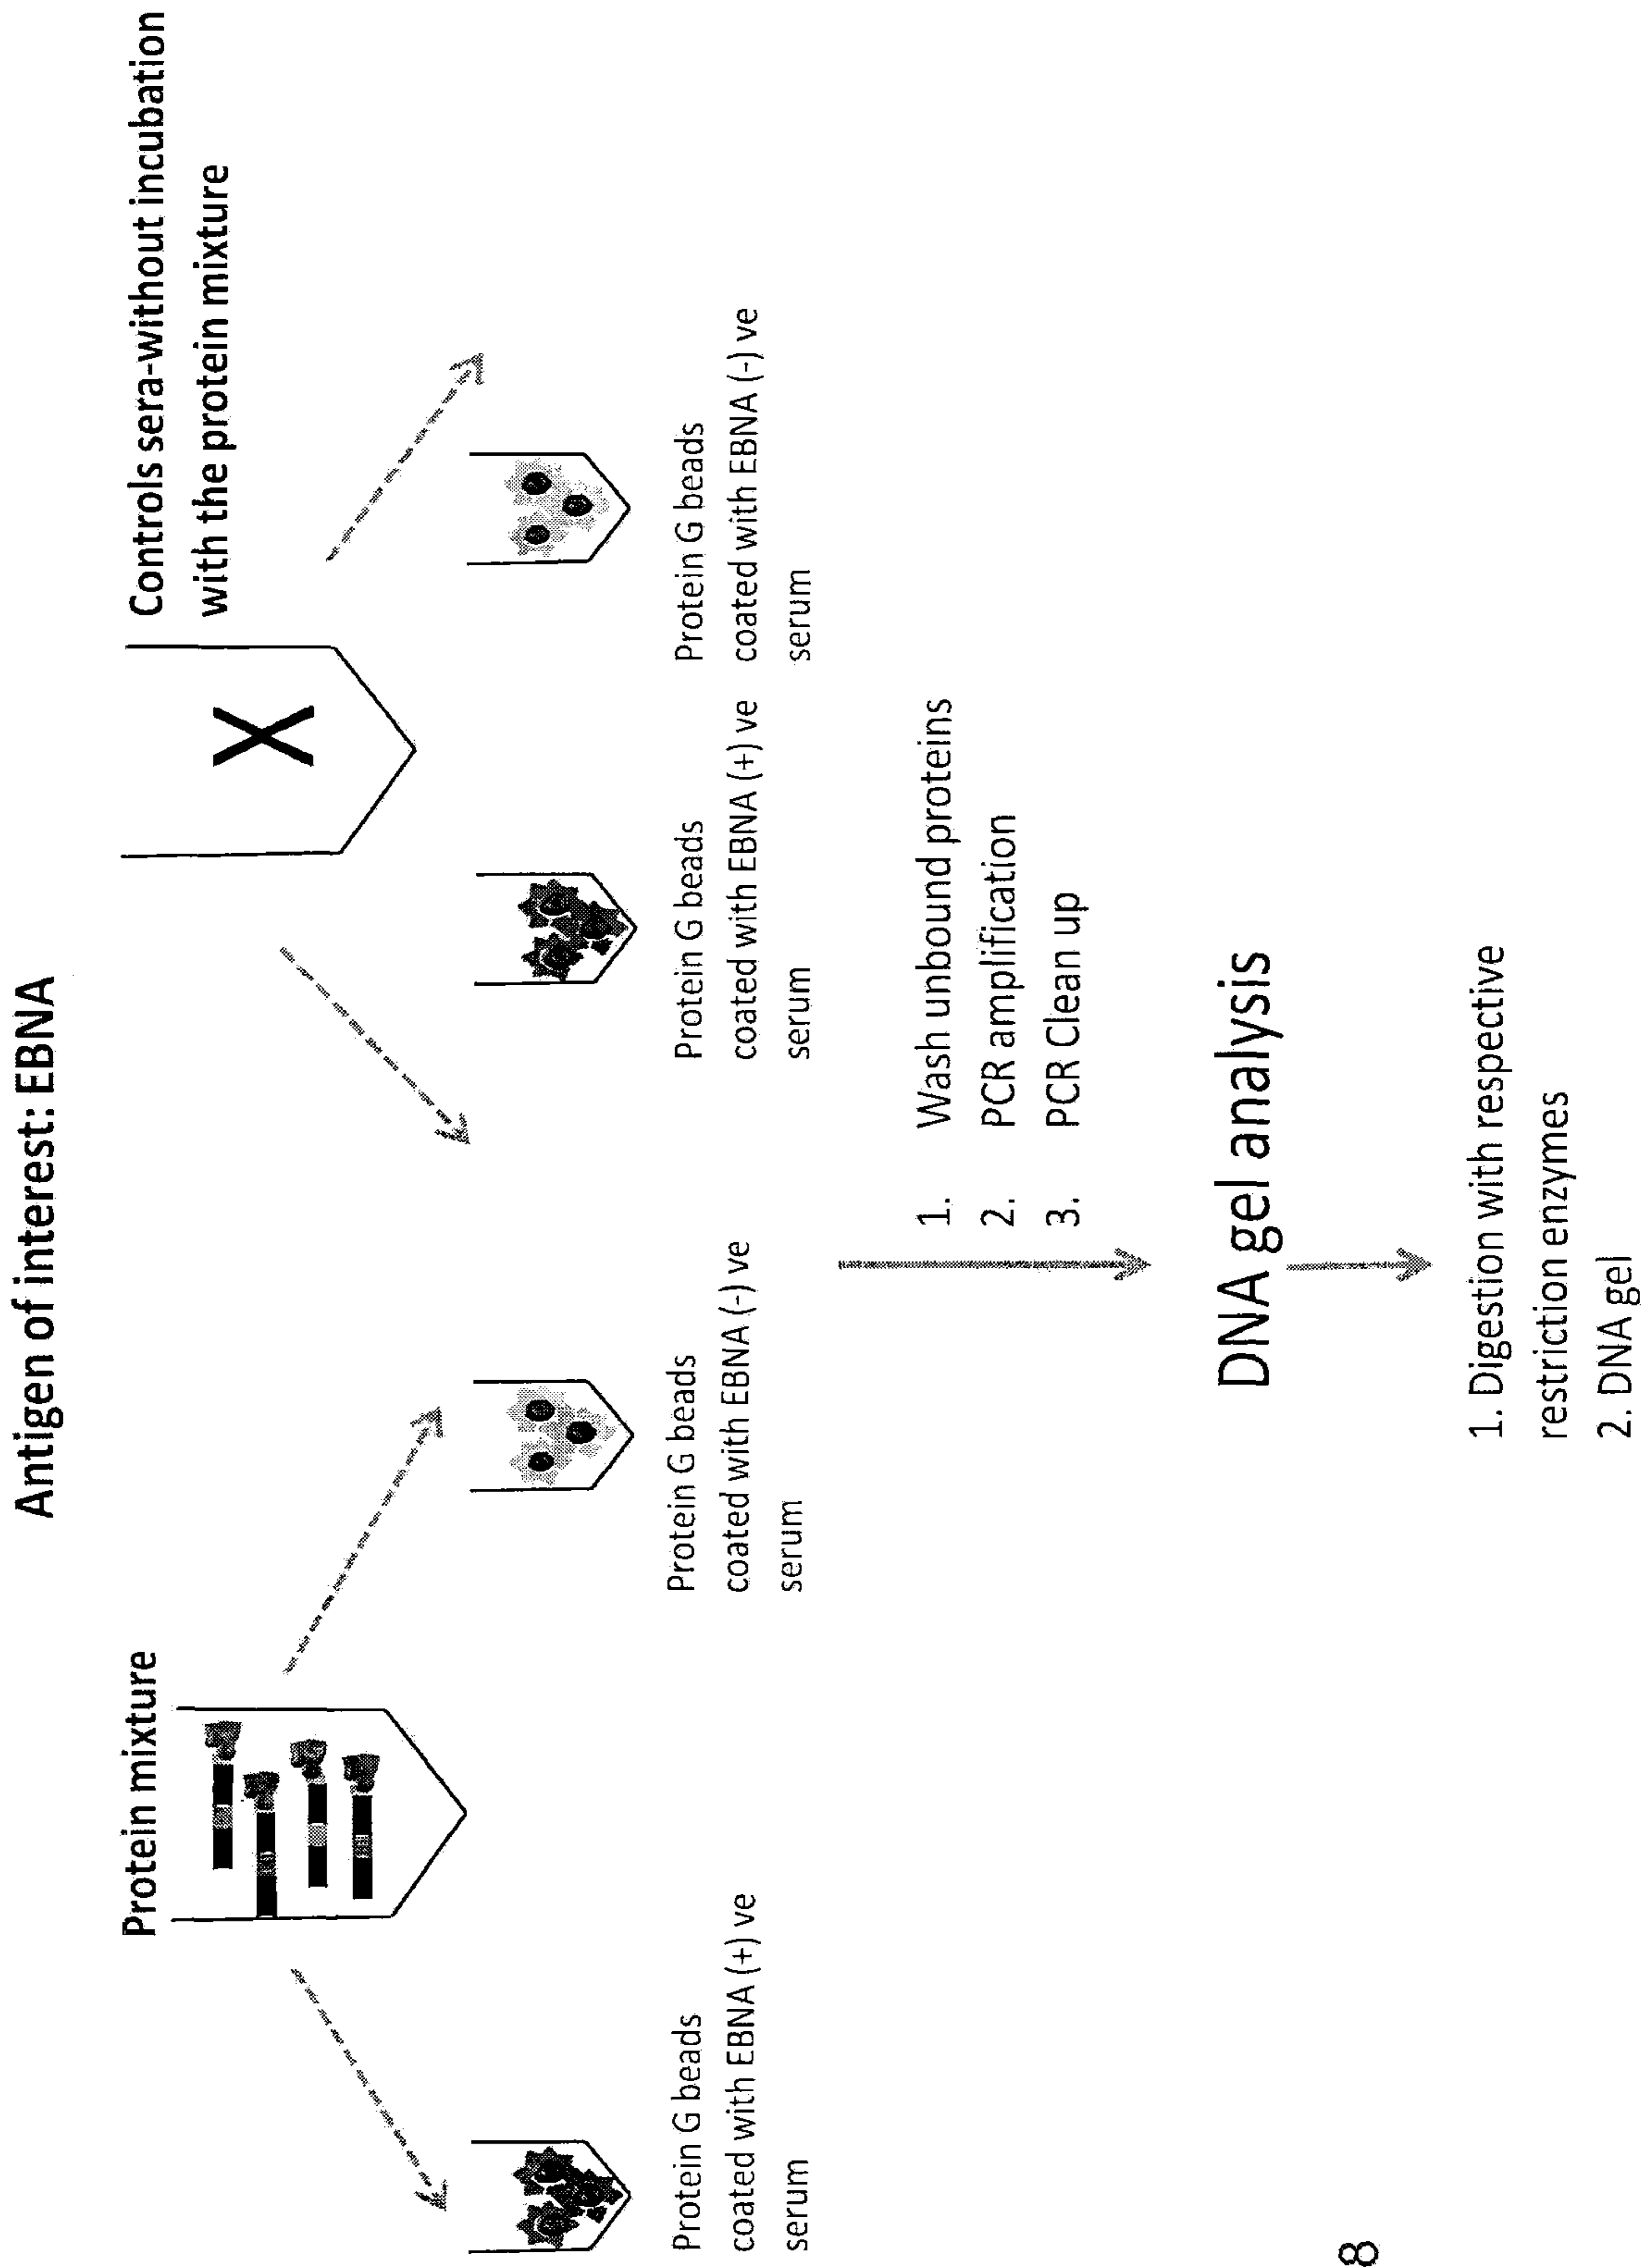 Antigen of interest: EBNA
Protein mixture
Controls sera-without incubation
with the protein mixture
X
Protein G beads
coated with EBNA (+) ve
serum
Protein G beads
coated with EBNA (-) ve
serum
Protein G beads
coated with EBNA (+) ve
serum
Protein G beads
coated with EBNA (-) ve
serum
1. Wash unbound proteins
2. PCR amplification
3. PCR Clean up
DNA gel analysis
1. Digestion with respective
restriction enzymes
2. DNA gel
8